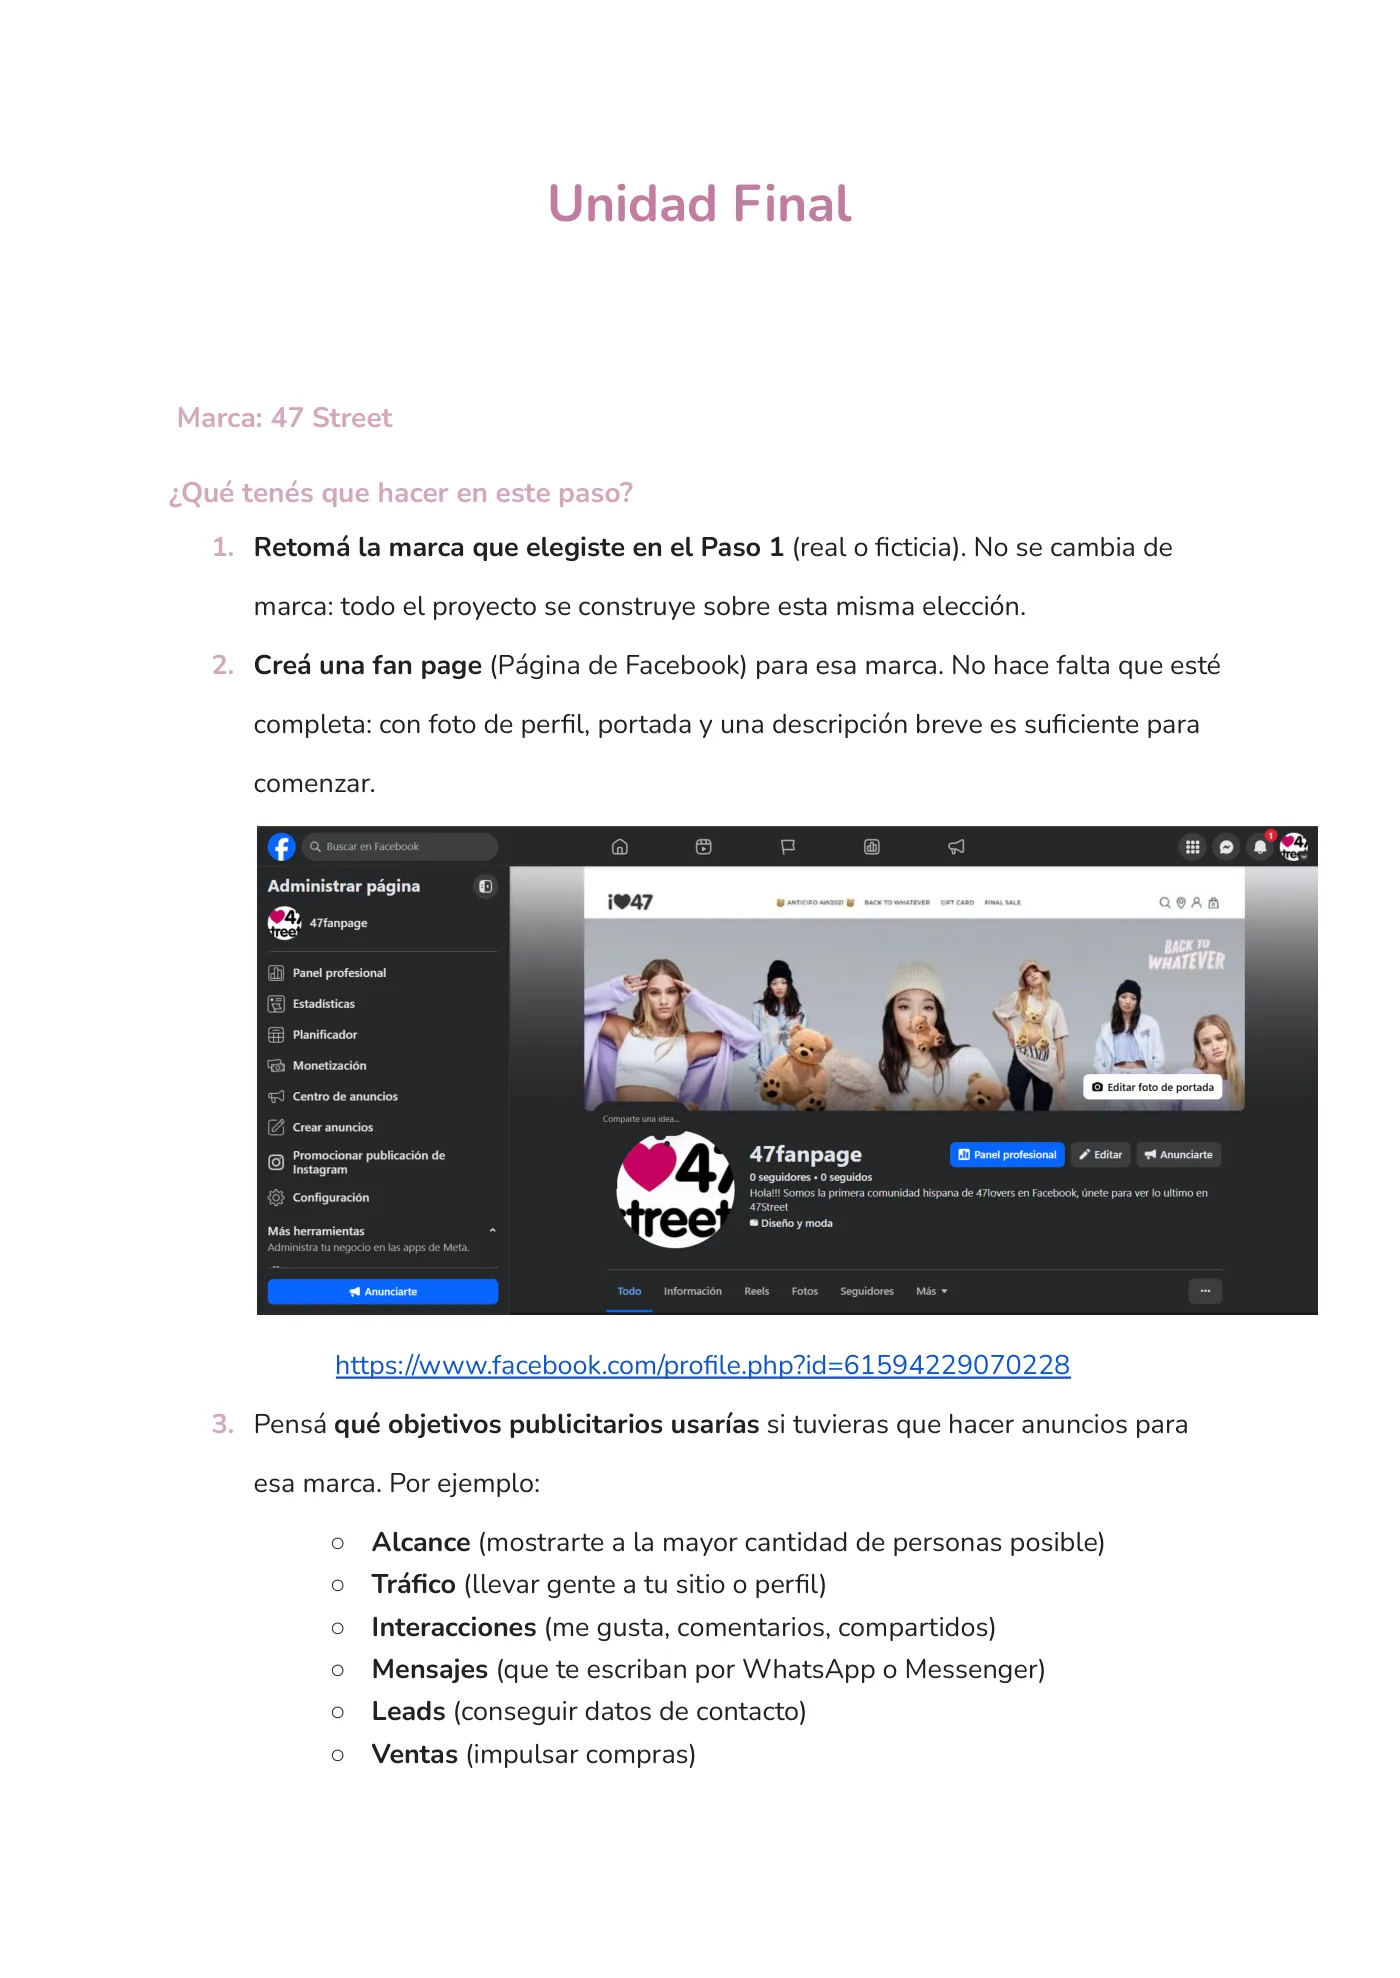 Unidad Final
Marca: 47 Street
¿Qué tenés que hacer en este paso?
1. Retomá la marca que elegiste en el Paso 1 (real o ficticia). No se cambia de
marca: todo el proyecto se construye sobre esta misma elección.
2. Creá una fan page (Página de Facebook) para esa marca. No hace falta que esté
completa: con foto de perfil, portada y una descripción breve es suficiente para
comenzar.
Buscar en Facebook
1
Administrar página
47fanpage
Panel profesional
Estadísticas
Planificador
Monetización
Centro de anuncios
Crear anuncios
Promocionar publicación de
Instagram
Configuración
Más herramientas
Administra tu negocio en las apps de Meta.
Anunciarte
i♥47
ANTICIPO AW2021 BACK TO WHATEVER GIFT CARD FINAL SALE
BACK TO
WHATEVER
Editar foto de portada
Comparte una idea...
47fanpage
Panel profesional Editar Anunciarte
0 seguidores • 0 seguidos
Hola!!! Somos la primera comunidad hispana de 47lovers en Facebook, únete para ver lo ultimo en
47Street
Diseño y moda
Todo Información Reels Fotos Seguidores Más
https://www.facebook.com/profile.php?id=61594229070228
3. Pensá qué objetivos publicitarios usarías si tuvieras que hacer anuncios para
esa marca. Por ejemplo:
○ Alcance (mostrarte a la mayor cantidad de personas posible)
○ Tráfico (llevar gente a tu sitio o perfil)
○ Interacciones (me gusta, comentarios, compartidos)
○ Mensajes (que te escriban por WhatsApp o Messenger)
○ Leads (conseguir datos de contacto)
○ Ventas (impulsar compras)